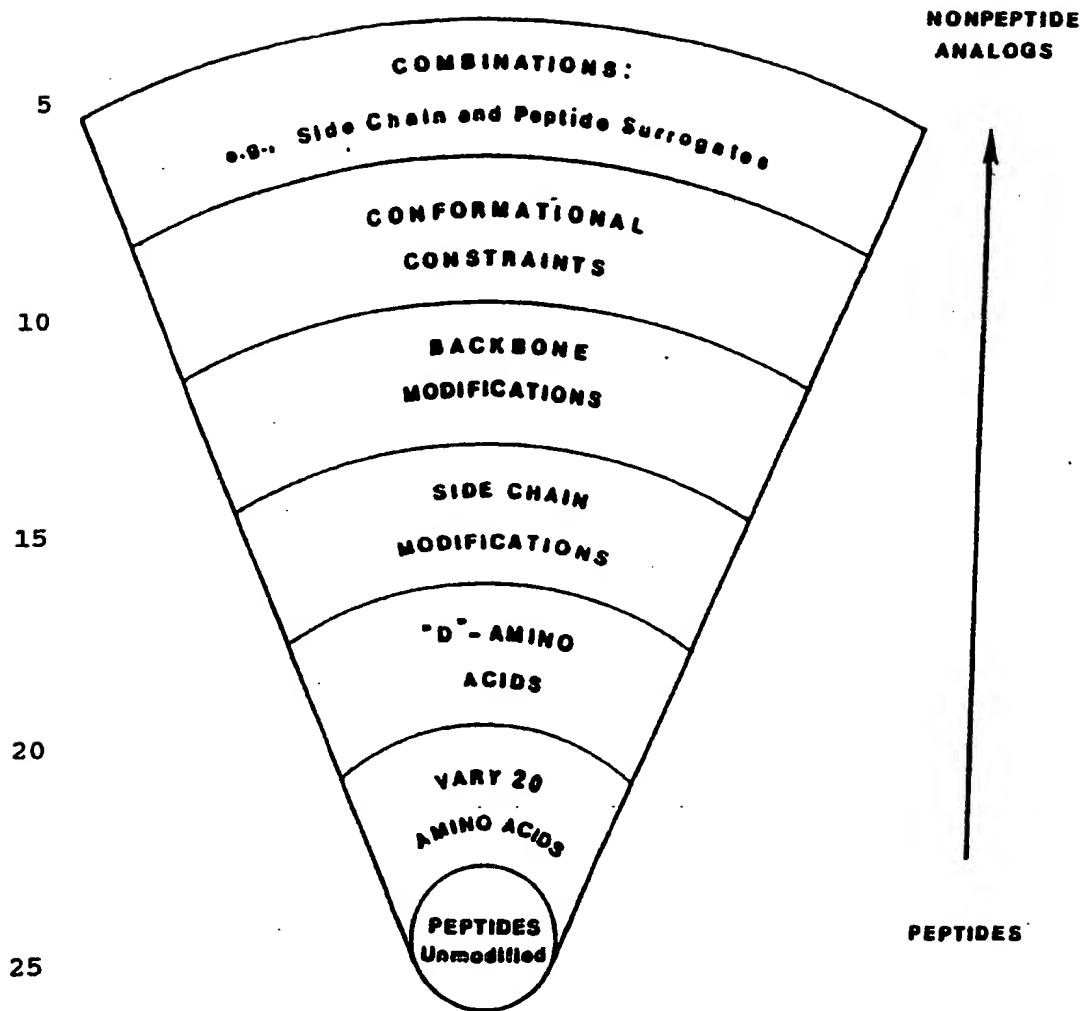 NONPEPTIDE
ANALOGS
COMBINATIONS:
5
e.g., Side Chain and Peptide Surrogates
CONFORMATIONAL
CONSTRAINTS
10
BACKBONE
MODIFICATIONS
SIDE CHAIN
15
MODIFICATIONS
"D"- AMINO
ACIDS
20
VARY 20
AMINO ACIDS
PEPTIDES
Unmodified
PEPTIDES
25